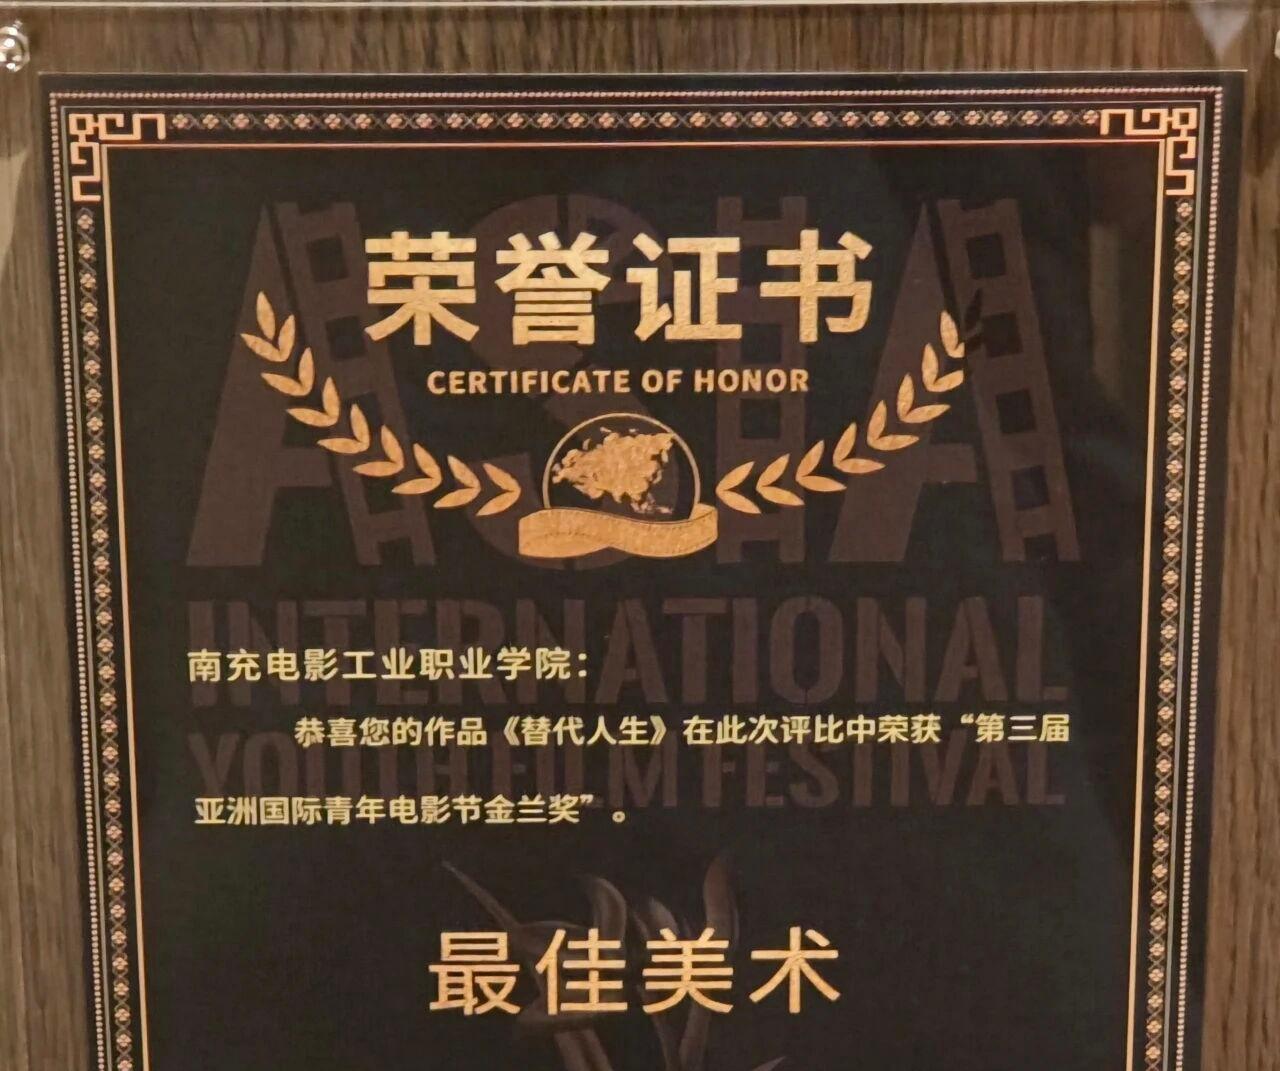 荣誉证书
CERTIFICATE OF HONOR
ASIA
INTERNATIONAL
YOUTH FILM FESTIVAL
南充电影工业职业学院：
恭喜您的作品《替代人生》在此次评比中荣获“第三届
亚洲国际青年电影节金兰奖”。
最佳美术